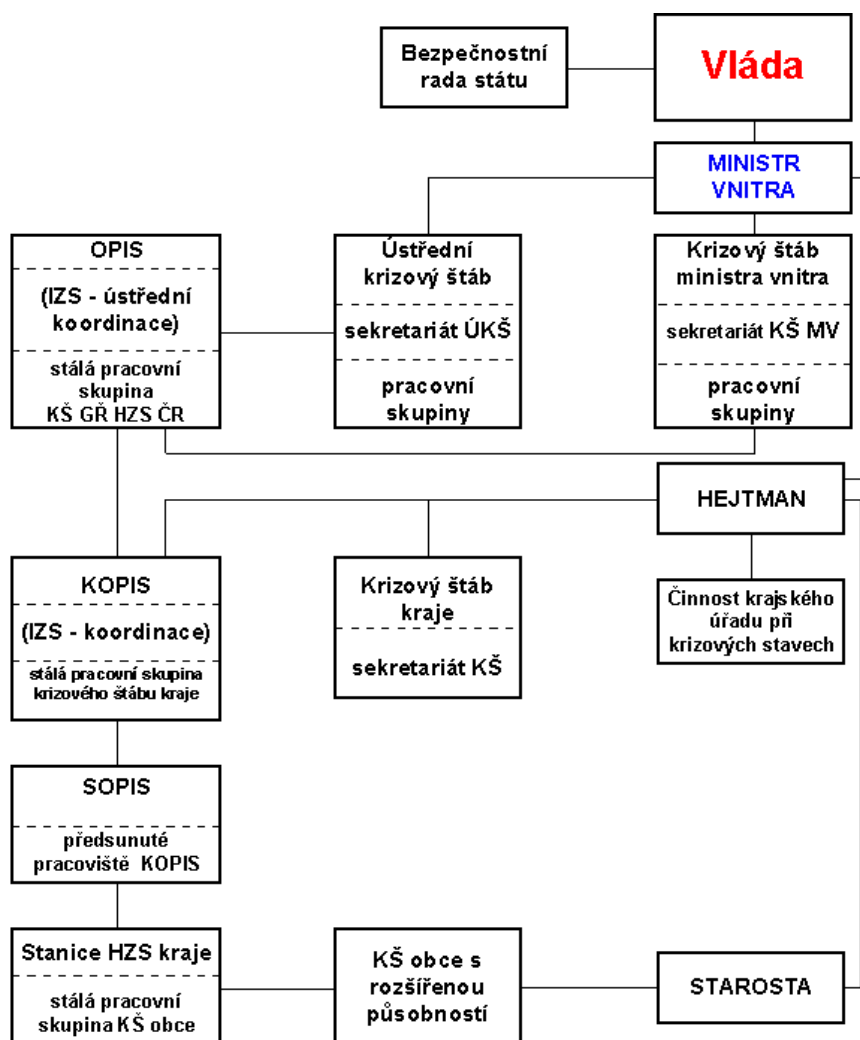 Bezpečnostní
rada státu
Vláda
MINISTR
VNITRA
OPIS
(IZS - ústřední
koordinace)
stálá pracovní
skupina
KŠ GŘ HZS ČR
Ústřední
krizový štáb
sekretariát ÚKŠ
pracovní
skupiny
Krizový štáb
ministra vnitra
sekretariát KŠ MV
pracovní
skupiny
HEJTMAN
KOPIS
(IZS - koordinace)
stálá pracovní skupina
krizového štábu kraje
Krizový štáb
kraje
sekretariát KŠ
Činnost krajského
úřadu při
krizových stavech
SOPIS
předsunuté
pracoviště KOPIS
Stanice HZS kraje
stálá pracovní
skupina KŠ obce
KŠ obce s
rozšířenou
působností
STAROSTA